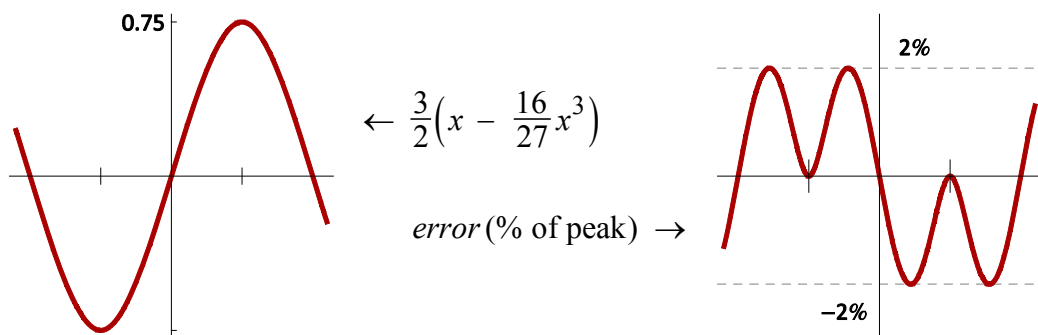 0.75
← 3/2(x − 16/27 x³)
error (% of peak) →
2%
−2%